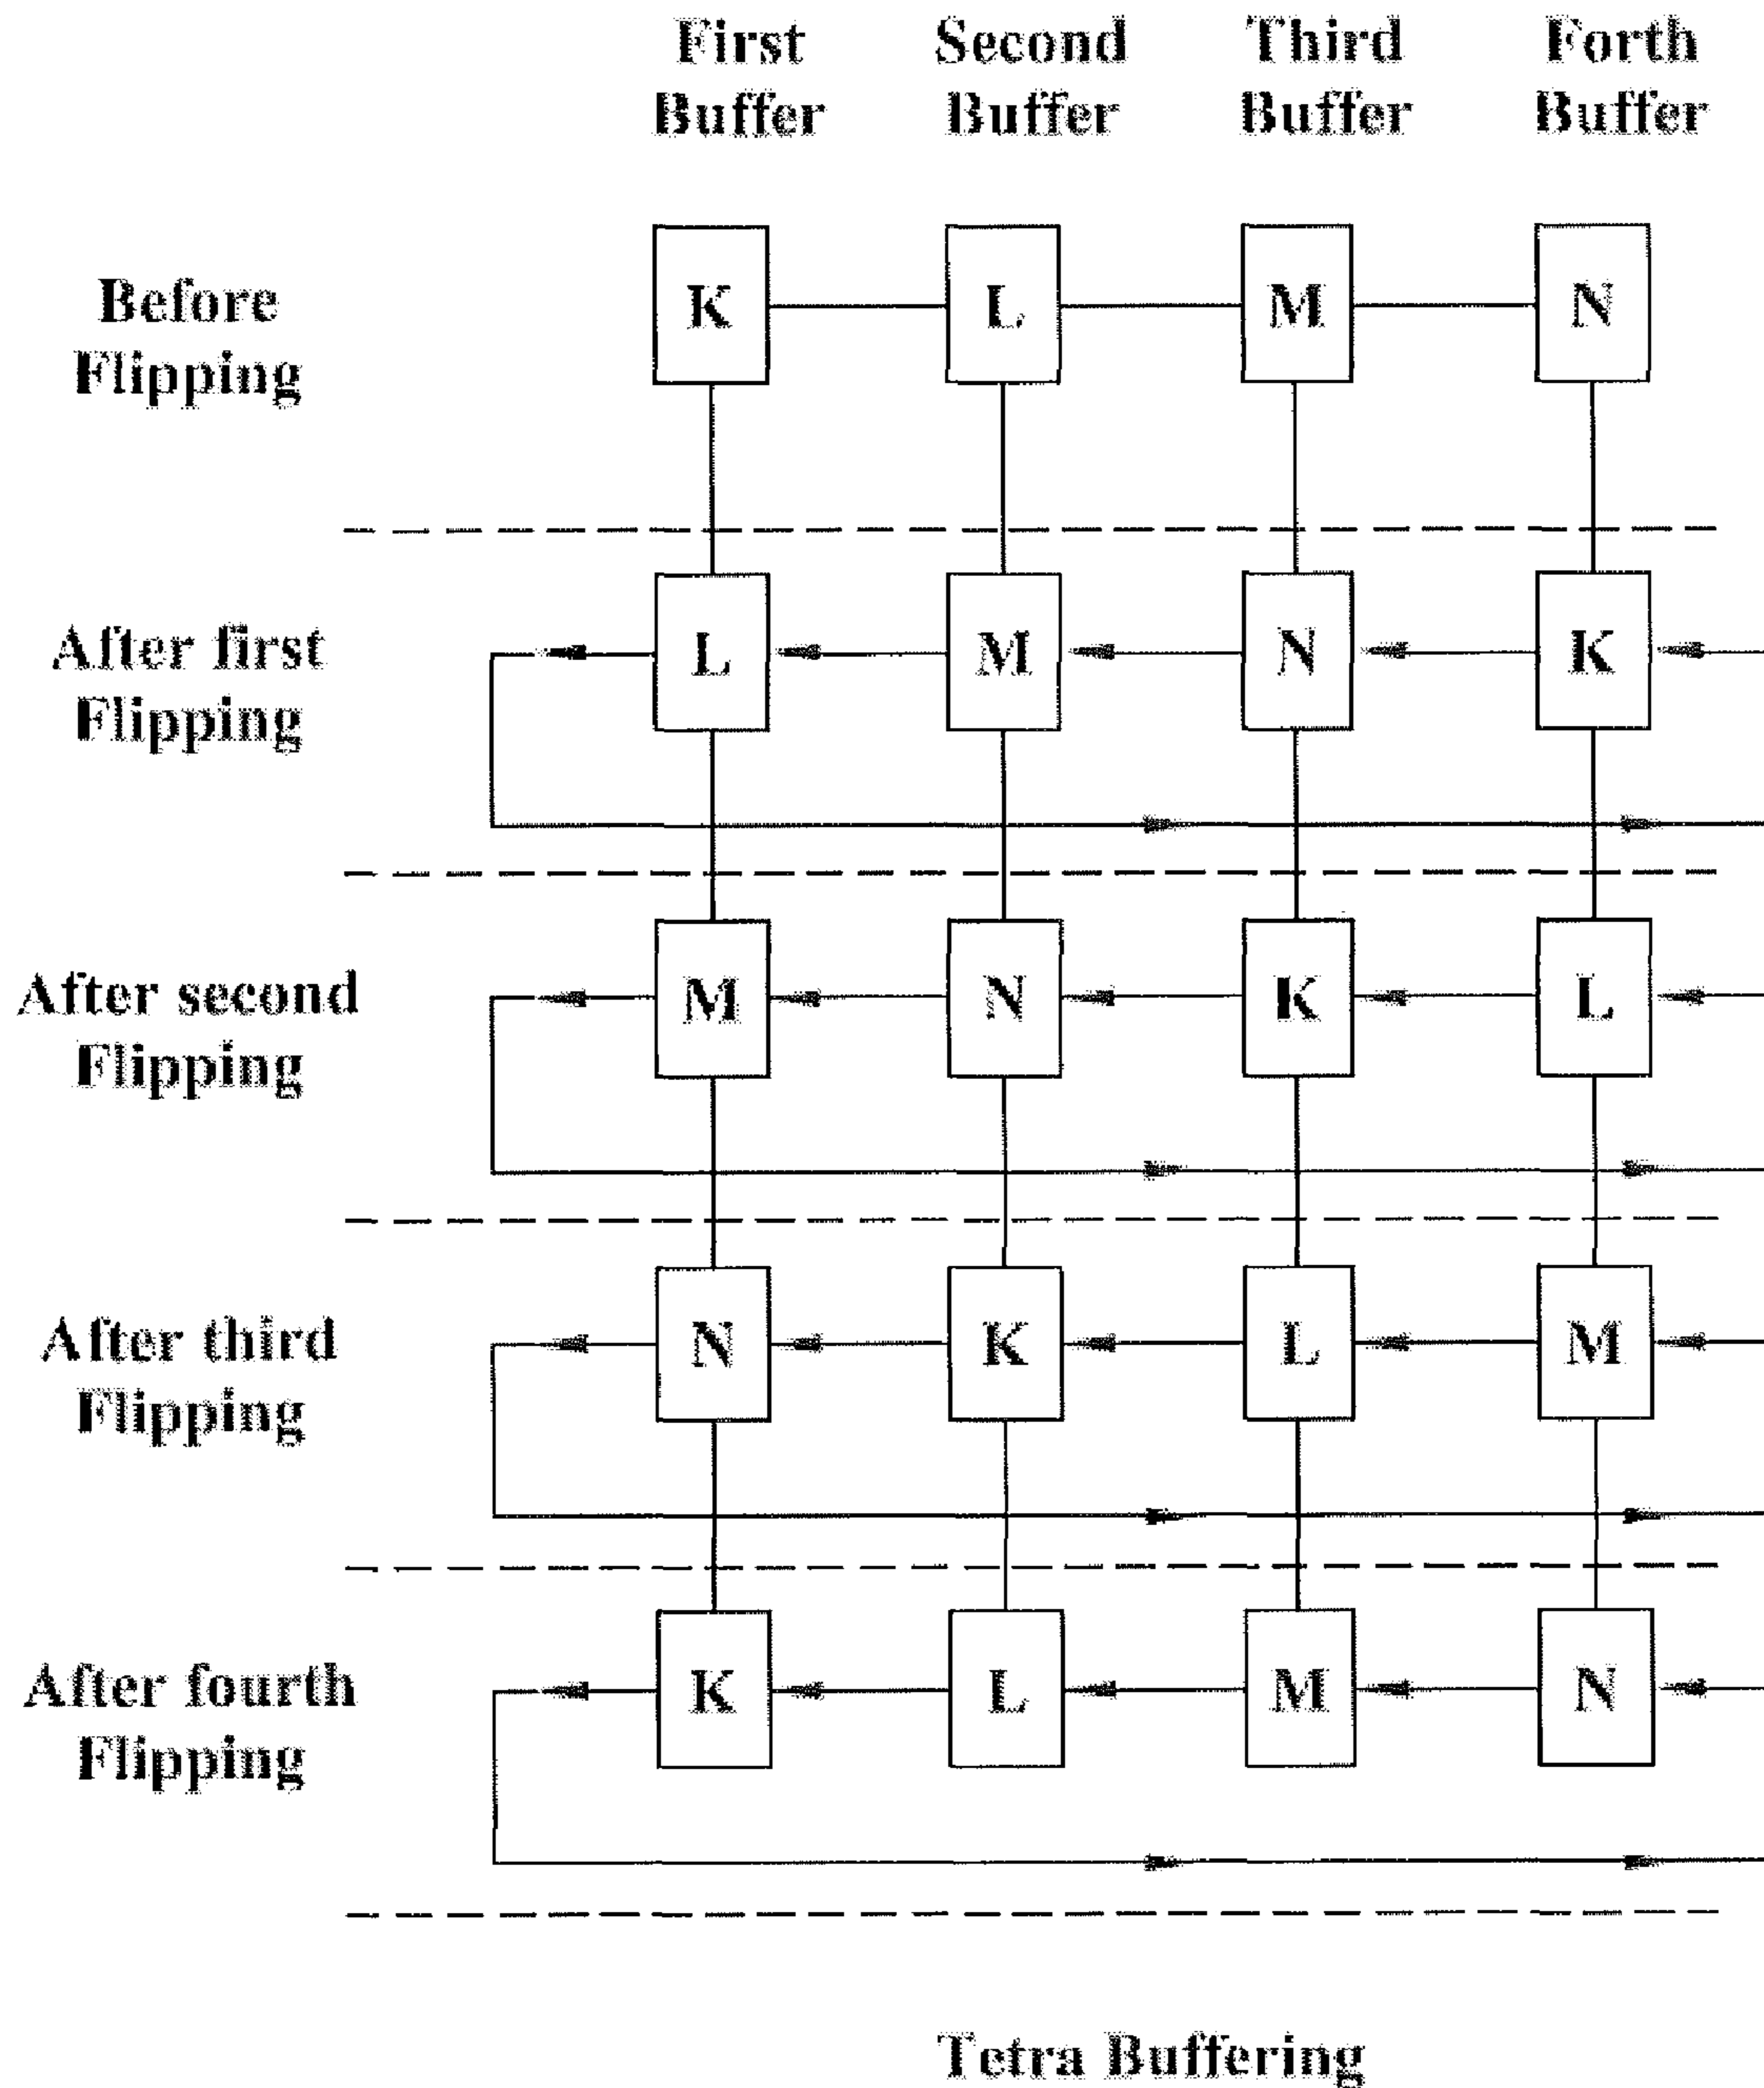 First Second Third Forth
Buffer Buffer Buffer Buffer
Before
Flipping
K L M N
After first
Flipping
L M N K
After second
Flipping
M N K L
After third
Flipping
N K L M
After fourth
Flipping
K L M N
Tetra Buffering